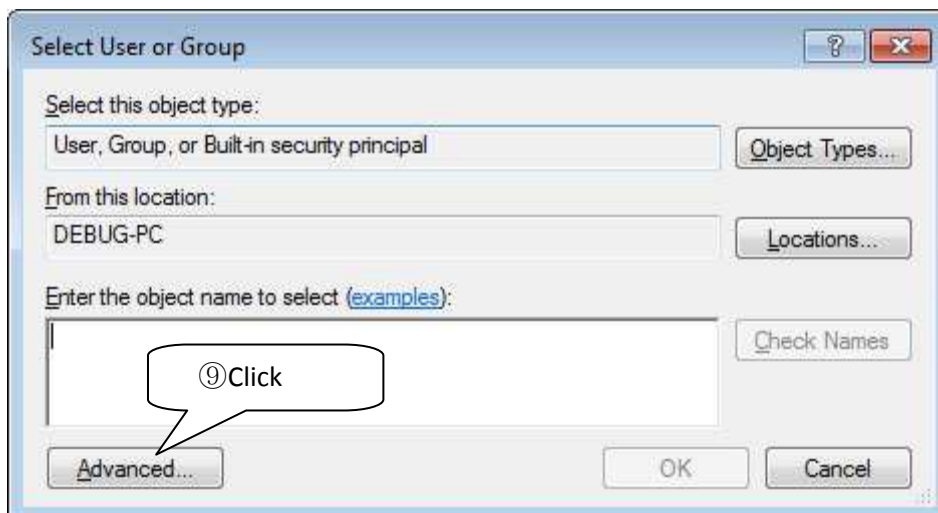 Select User or Group
Select this object type:
User, Group, or Built-in security principal
Object Types...
From this location:
DEBUG-PC
Locations...
Enter the object name to select (examples):
Check Names
⑨Click
Advanced...
OK
Cancel